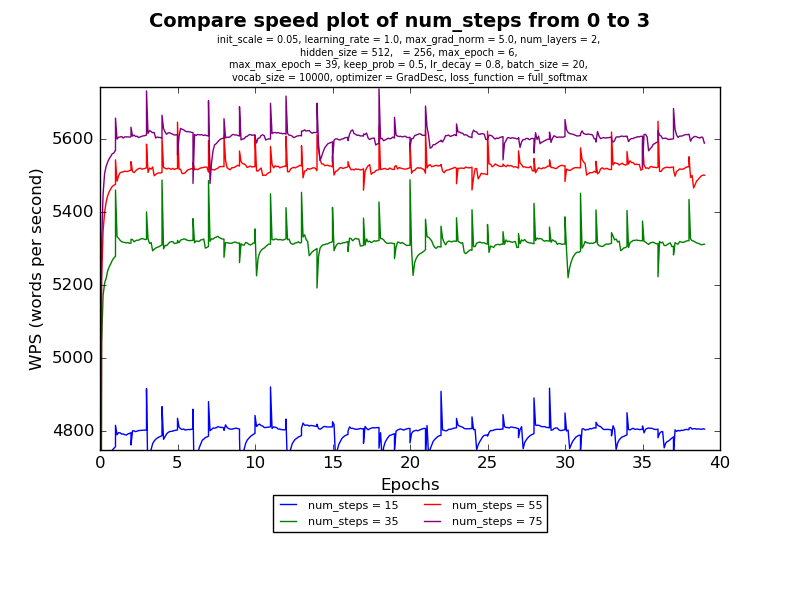 Compare speed plot of num_steps from 0 to 3
init_scale = 0.05, learning_rate = 1.0, max_grad_norm = 5.0, num_layers = 2,
hidden_size = 512,   = 256, max_epoch = 6,
max_max_epoch = 39, keep_prob = 0.5, lr_decay = 0.8, batch_size = 20,
vocab_size = 10000, optimizer = GradDesc, loss_function = full_softmax
WPS (words per second)
5600
5400
5200
5000
4800
0 5 10 15 20 25 30 35 40
Epochs
num_steps = 15 num_steps = 55
num_steps = 35 num_steps = 75